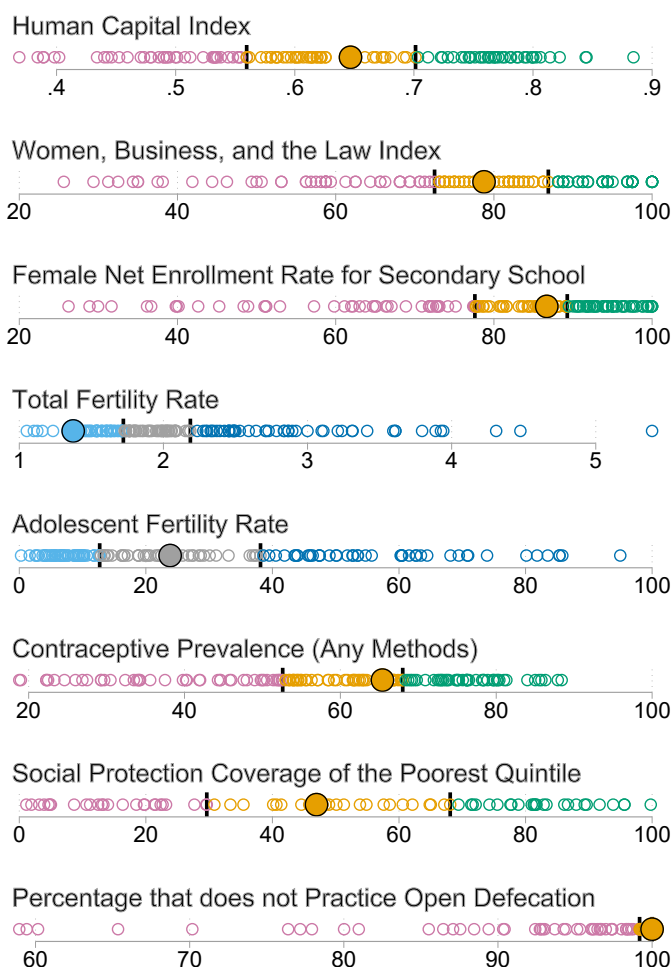 Human Capital Index
.4 .5 .6 .7 .8 .9
Women, Business, and the Law Index
20 40 60 80 100
Female Net Enrollment Rate for Secondary School
20 40 60 80 100
Total Fertility Rate
1 2 3 4 5
Adolescent Fertility Rate
0 20 40 60 80 100
Contraceptive Prevalence (Any Methods)
20 40 60 80 100
Social Protection Coverage of the Poorest Quintile
0 20 40 60 80 100
Percentage that does not Practice Open Defecation
60 70 80 90 100